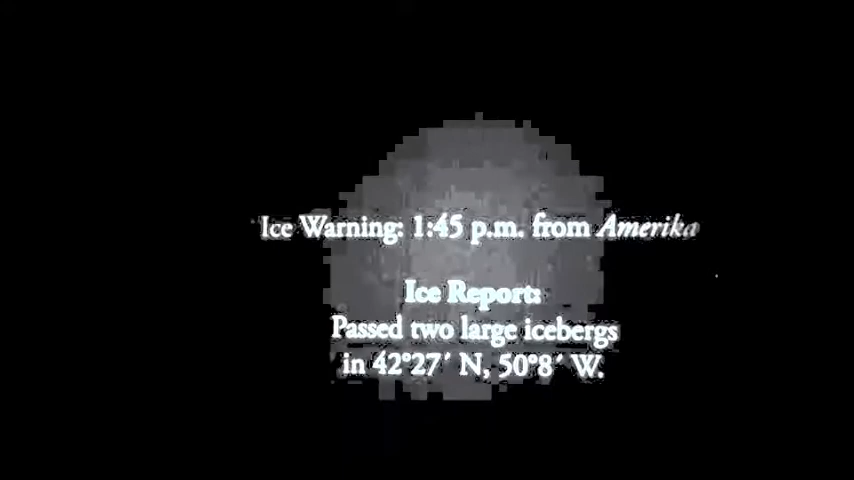 Ice Warning: 1:45 p.m. from Amerika
Ice Report:
Passed two large icebergs
in 42°27′ N, 50°8′ W.